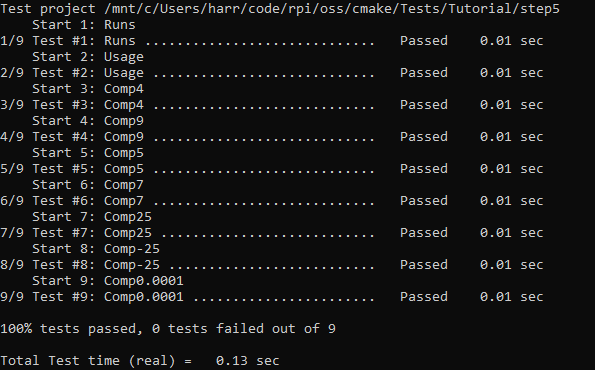 Test project /mnt/c/Users/harr/code/rpi/oss/cmake/Tests/Tutorial/step5
    Start 1: Runs
1/9 Test #1: Runs .............................   Passed    0.01 sec
    Start 2: Usage
2/9 Test #2: Usage ............................   Passed    0.01 sec
    Start 3: Comp4
3/9 Test #3: Comp4 ............................   Passed    0.01 sec
    Start 4: Comp9
4/9 Test #4: Comp9 ............................   Passed    0.01 sec
    Start 5: Comp5
5/9 Test #5: Comp5 ............................   Passed    0.01 sec
    Start 6: Comp7
6/9 Test #6: Comp7 ............................   Passed    0.01 sec
    Start 7: Comp25
7/9 Test #7: Comp25 ...........................   Passed    0.01 sec
    Start 8: Comp-25
8/9 Test #8: Comp-25 ..........................   Passed    0.01 sec
    Start 9: Comp0.0001
9/9 Test #9: Comp0.0001 .......................   Passed    0.01 sec

100% tests passed, 0 tests failed out of 9

Total Test time (real) =   0.13 sec